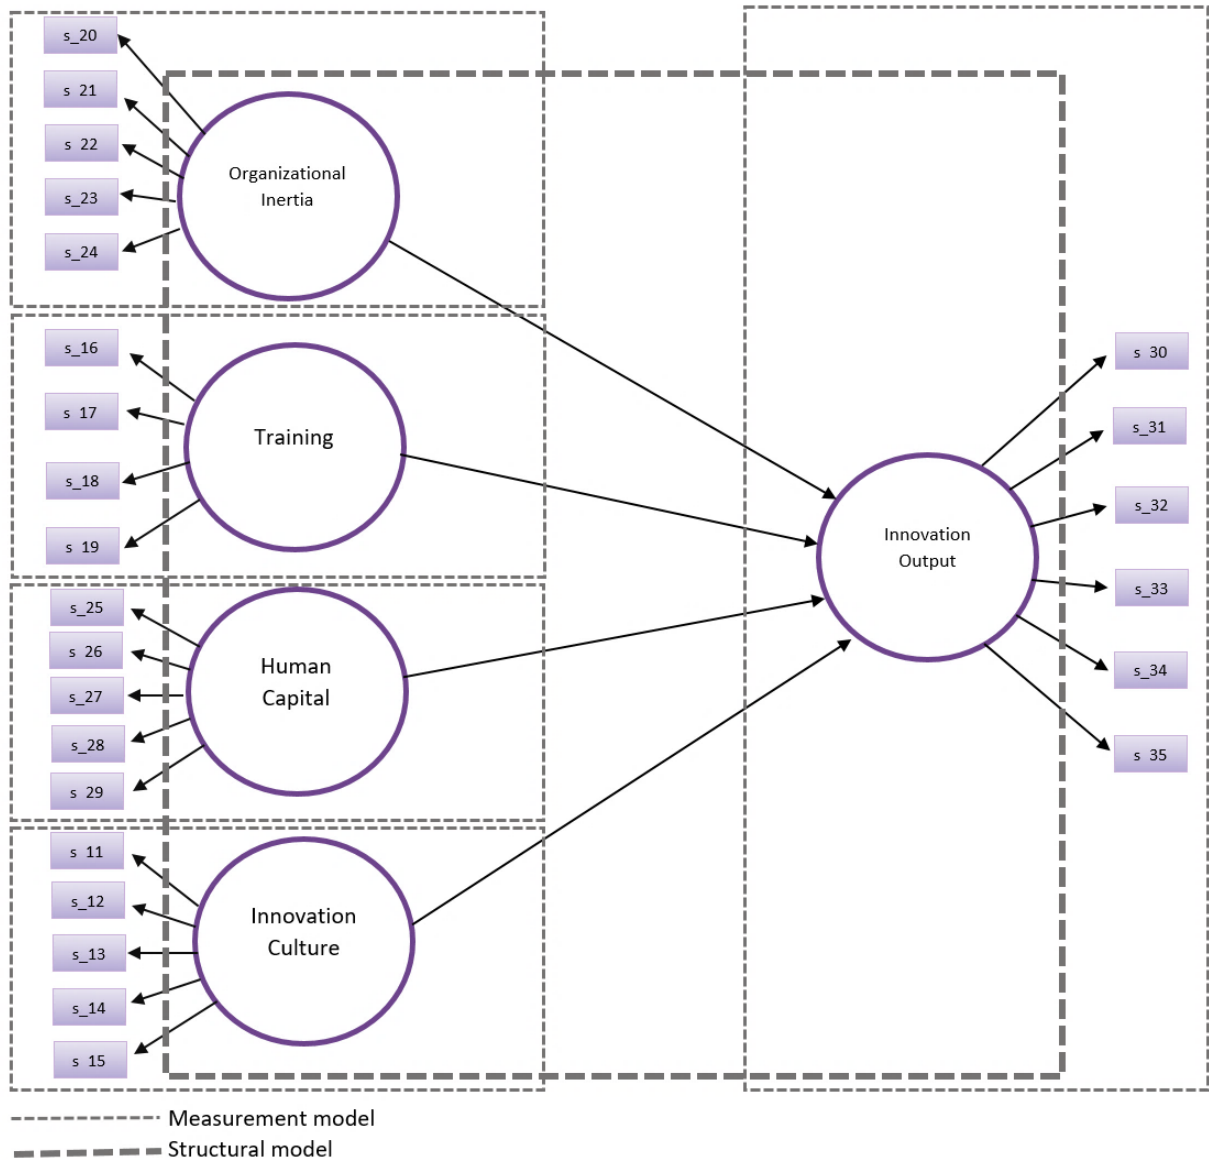 s_20
s 21
s 22
s_23
s_24
Organizational
Inertia
s_16
s 17
s_18
s 19
Training
s_25
s 26
s_27
s_28
s 29
Human
Capital
s 11
s_12
s_13
s_14
s 15
Innovation
Culture
Innovation
Output
s 30
s_31
s_32
s_33
s_34
s 35
Measurement model
Structural model